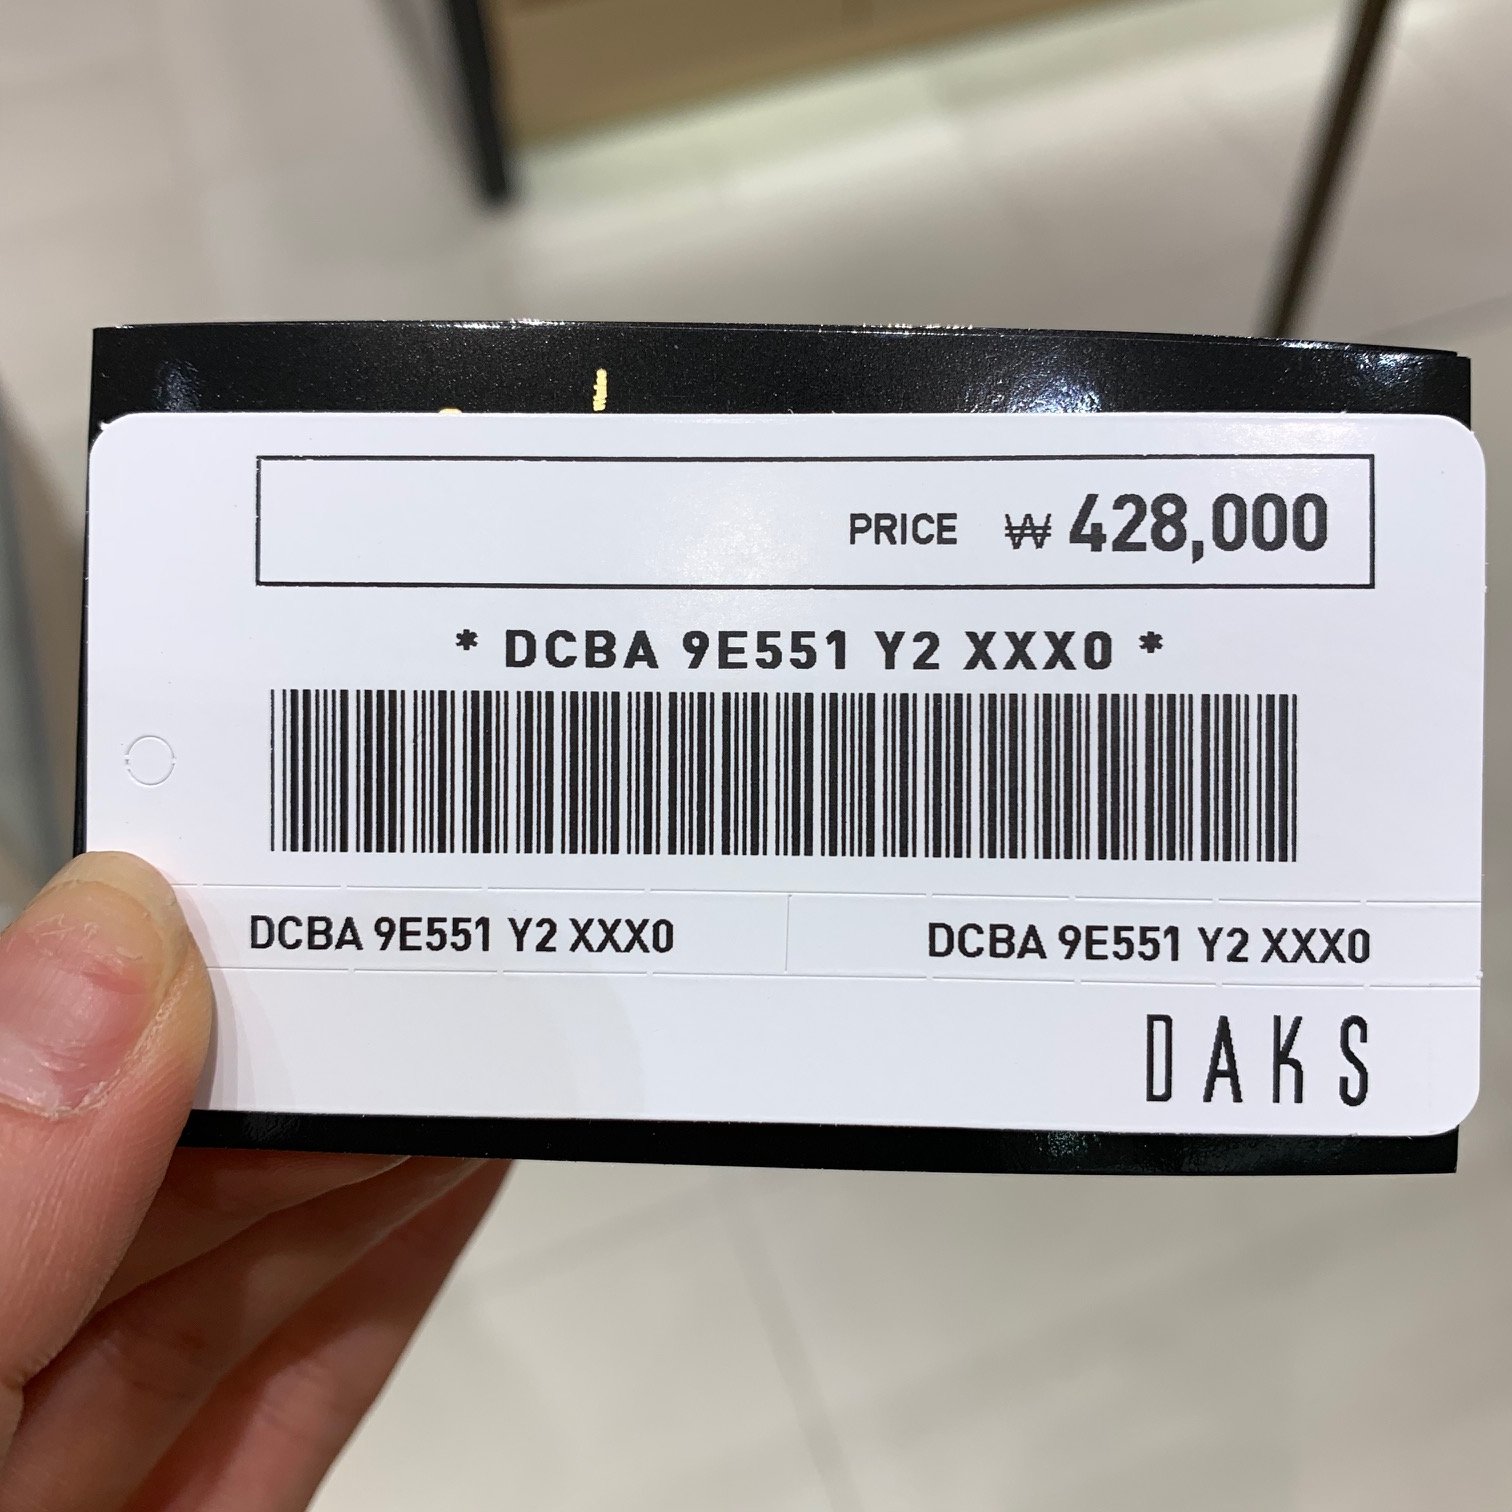 PRICE ₩ 428,000
* DCBA 9E551 Y2 XXX0 *
DCBA 9E551 Y2 XXX0 DCBA 9E551 Y2 XXX0
DAKS